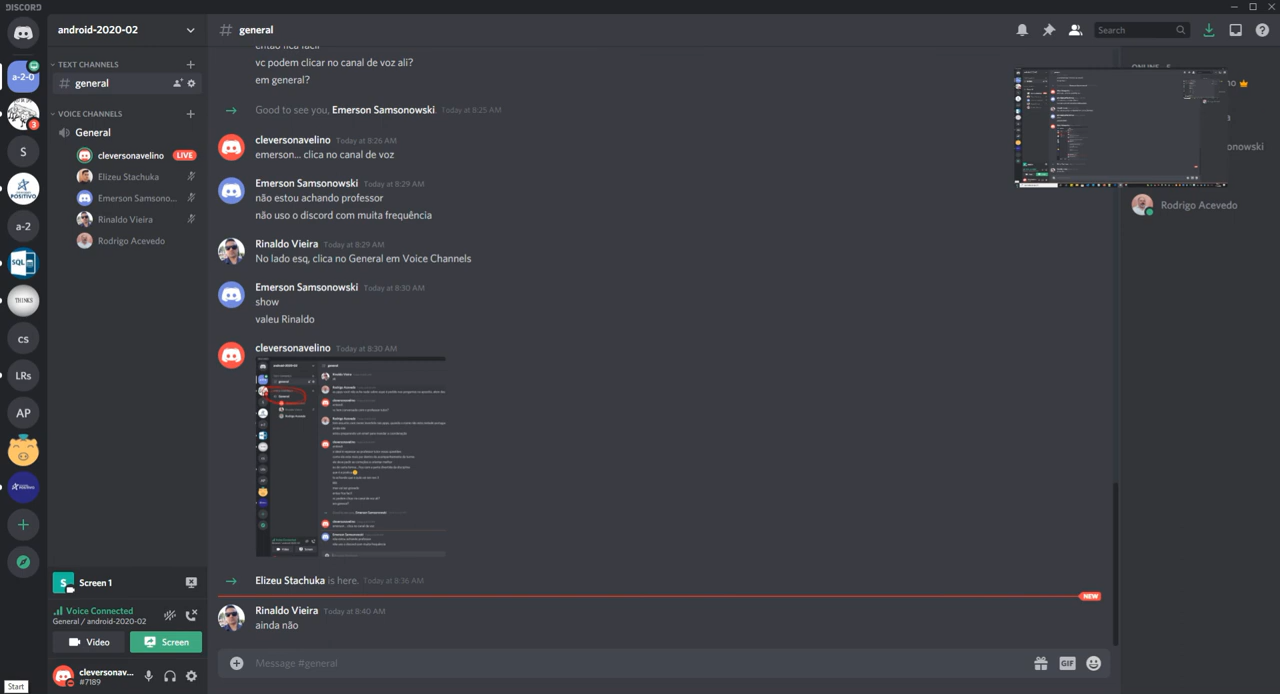 DISCORD
android-2020-02
# general
Search
TEXT CHANNELS
# general
VOICE CHANNELS
General
cleversonavelino LIVE
Elizeu Stachuka
Emerson Samsono...
Rinaldo Vieira
Rodrigo Acevedo
a-2-0
3
S
POSITIVO
a-2
SQL
THINKS
cs
LRs
AP
vc podem clicar no canal de voz ali?
em general?
Good to see you, Emerson Samsonowski. Today at 8:25 AM
cleversonavelino Today at 8:26 AM
emerson... clica no canal de voz
Emerson Samsonowski Today at 8:29 AM
não estou achando professor
não uso o discord com muita frequência
Rinaldo Vieira Today at 8:29 AM
No lado esq, clica no General em Voice Channels
Emerson Samsonowski Today at 8:30 AM
show
valeu Rinaldo
cleversonavelino Today at 8:30 AM
Elizeu Stachuka is here. Today at 8:36 AM
NEW
Rinaldo Vieira Today at 8:40 AM
ainda não
Message #general
GIF
onowski
Rodrigo Acevedo
S Screen 1
Voice Connected
General / android-2020-02
Video
Screen
cleversonav...
#7189
Start